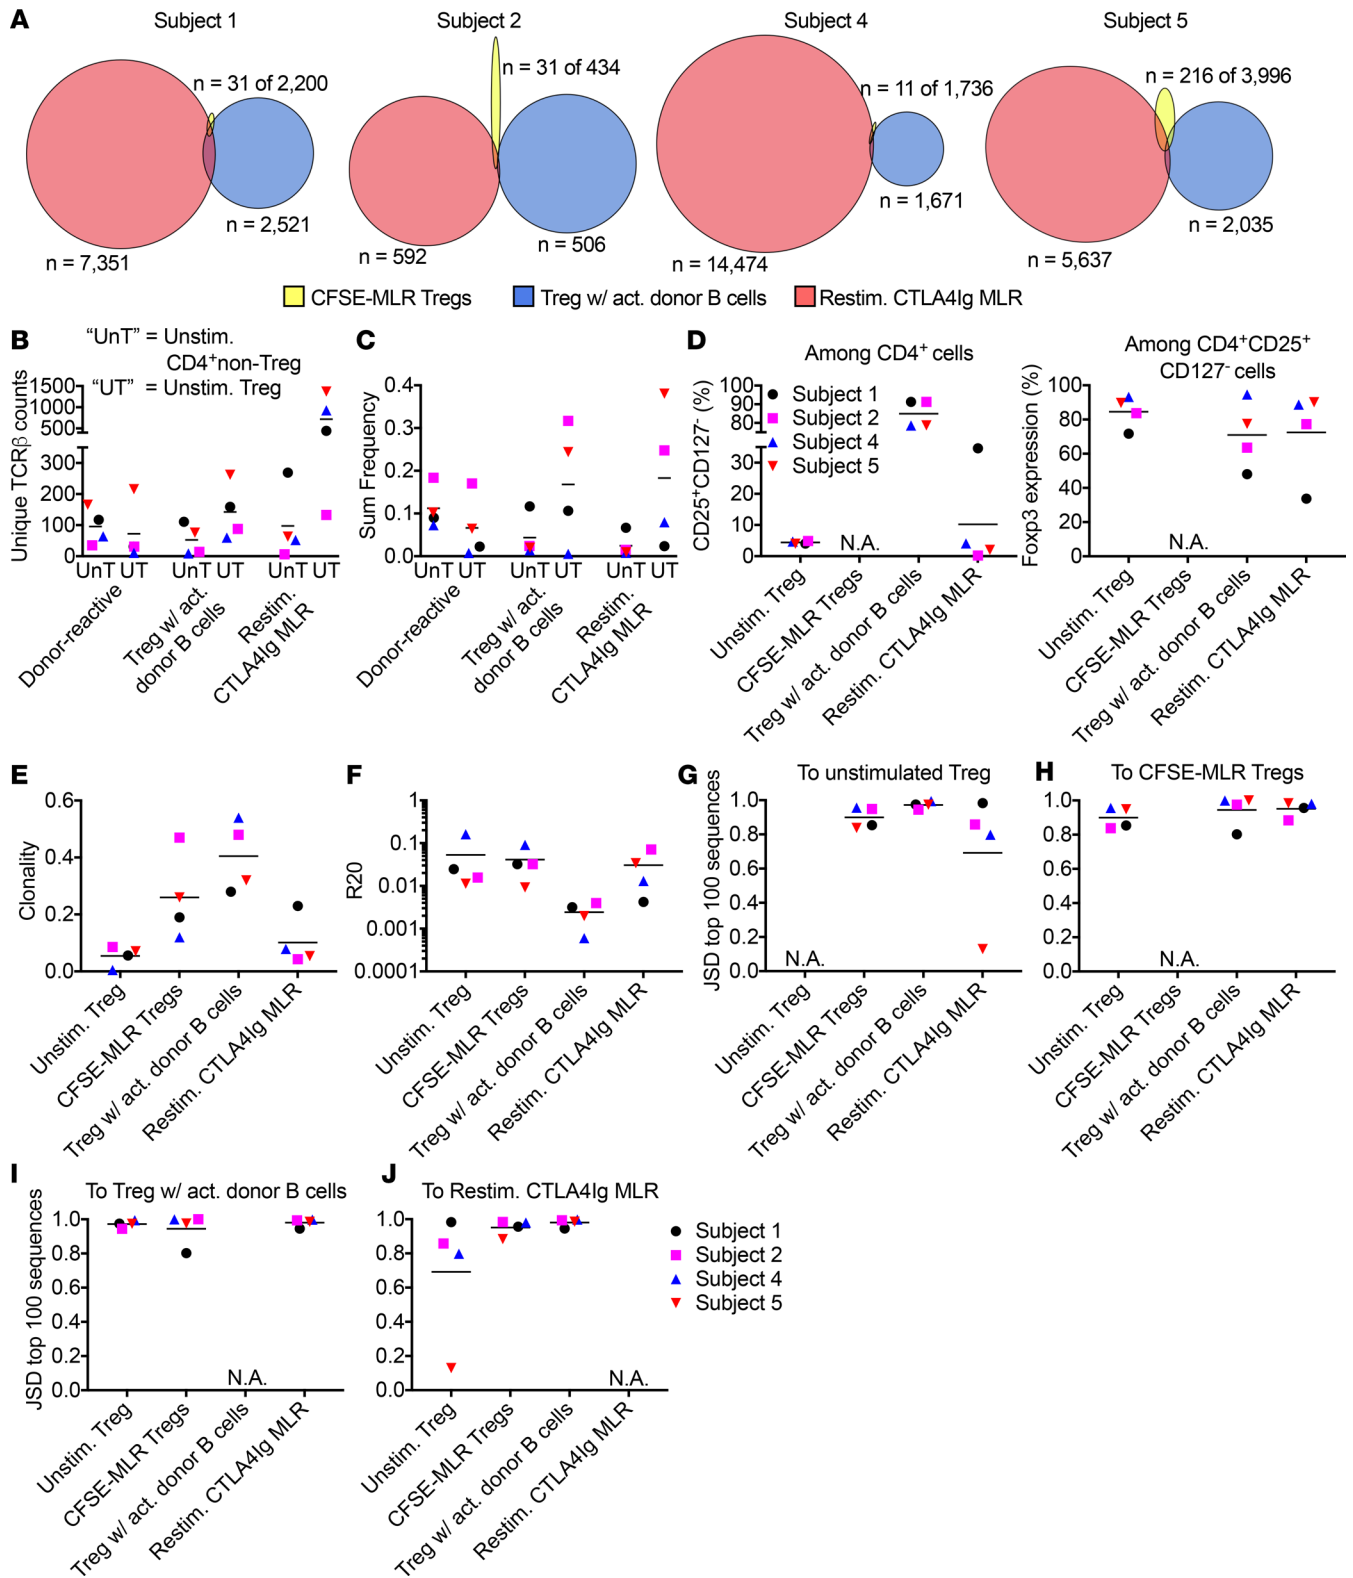 A
Subject 1
Subject 2
Subject 4
Subject 5
n = 31 of 2,200
n = 31 of 434
n = 11 of 1,736
n = 216 of 3,996
n = 2,521
n = 7,351
n = 506
n = 592
n = 1,671
n = 14,474
n = 2,035
n = 5,637
CFSE-MLR Tregs
Treg w/ act. donor B cells
Restim. CTLA4Ig MLR
B
“UnT” = Unstim.
CD4+non-Treg
“UT” = Unstim. Treg
Unique TCRβ counts
1500
1000
500
300
200
100
0
UnT UT
UnT UT
UnT UT
Donor-reactive
Treg w/ act.
donor B cells
Restim.
CTLA4Ig MLR
C
Sum Frequency
0.4
0.3
0.2
0.1
0.0
UnT UT
UnT UT
UnT UT
Donor-reactive
Treg w/ act.
donor B cells
Restim.
CTLA4Ig MLR
D
Among CD4+ cells
CD25+CD127- (%)
100
90
80
30
20
10
0
Subject 1
Subject 2
Subject 4
Subject 5
N.A.
Unstim. Treg
CFSE-MLR Tregs
Treg w/ act. donor B cells
Restim. CTLA4Ig MLR
Among CD4+CD25+
CD127- cells
Foxp3 expression (%)
100
80
60
40
20
0
N.A.
Unstim. Treg
CFSE-MLR Tregs
Treg w/ act. donor B cells
Restim. CTLA4Ig MLR
E
Clonality
0.6
0.4
0.2
0.0
Unstim. Treg
CFSE-MLR Tregs
Treg w/ act. donor B cells
Restim. CTLA4Ig MLR
F
R20
1
0.1
0.01
0.001
0.0001
Unstim. Treg
CFSE-MLR Tregs
Treg w/ act. donor B cells
Restim. CTLA4Ig MLR
G
To unstimulated Treg
JSD top 100 sequences
1.0
0.8
0.6
0.4
0.2
0.0
N.A.
Unstim. Treg
CFSE-MLR Tregs
Treg w/ act. donor B cells
Restim. CTLA4Ig MLR
H
To CFSE-MLR Tregs
1.0
0.8
0.6
0.4
0.2
0.0
N.A.
Unstim. Treg
CFSE-MLR Tregs
Treg w/ act. donor B cells
Restim. CTLA4Ig MLR
I
To Treg w/ act. donor B cells
JSD top 100 sequences
1.0
0.8
0.6
0.4
0.2
0.0
N.A.
Unstim. Treg
CFSE-MLR Tregs
Treg w/ act. donor B cells
Restim. CTLA4Ig MLR
J
To Restim. CTLA4Ig MLR
1.0
0.8
0.6
0.4
0.2
0.0
N.A.
Unstim. Treg
CFSE-MLR Tregs
Treg w/ act. donor B cells
Restim. CTLA4Ig MLR
Subject 1
Subject 2
Subject 4
Subject 5